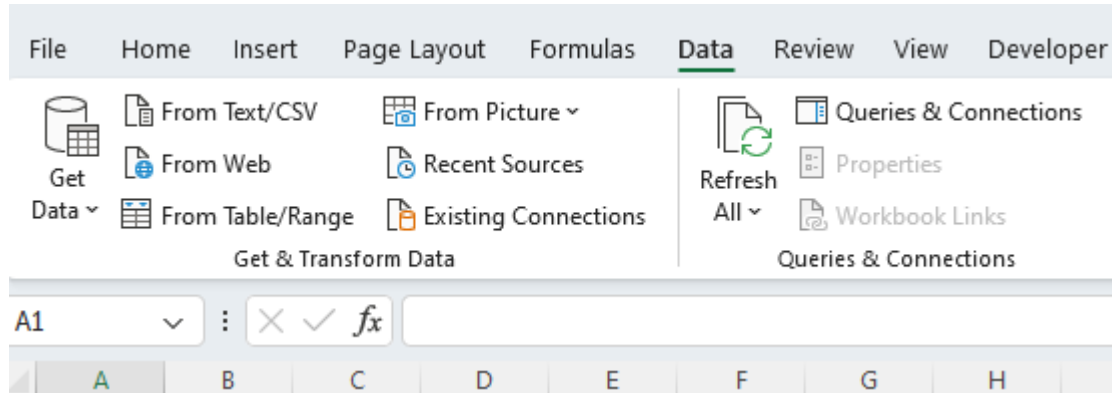 File Home Insert Page Layout Formulas Data Review View Developer
From Text/CSV From Picture Queries & Connections
From Web Recent Sources Properties
Get Data From Table/Range Existing Connections Refresh All Workbook Links
Get & Transform Data Queries & Connections
A1 fx
A B C D E F G H